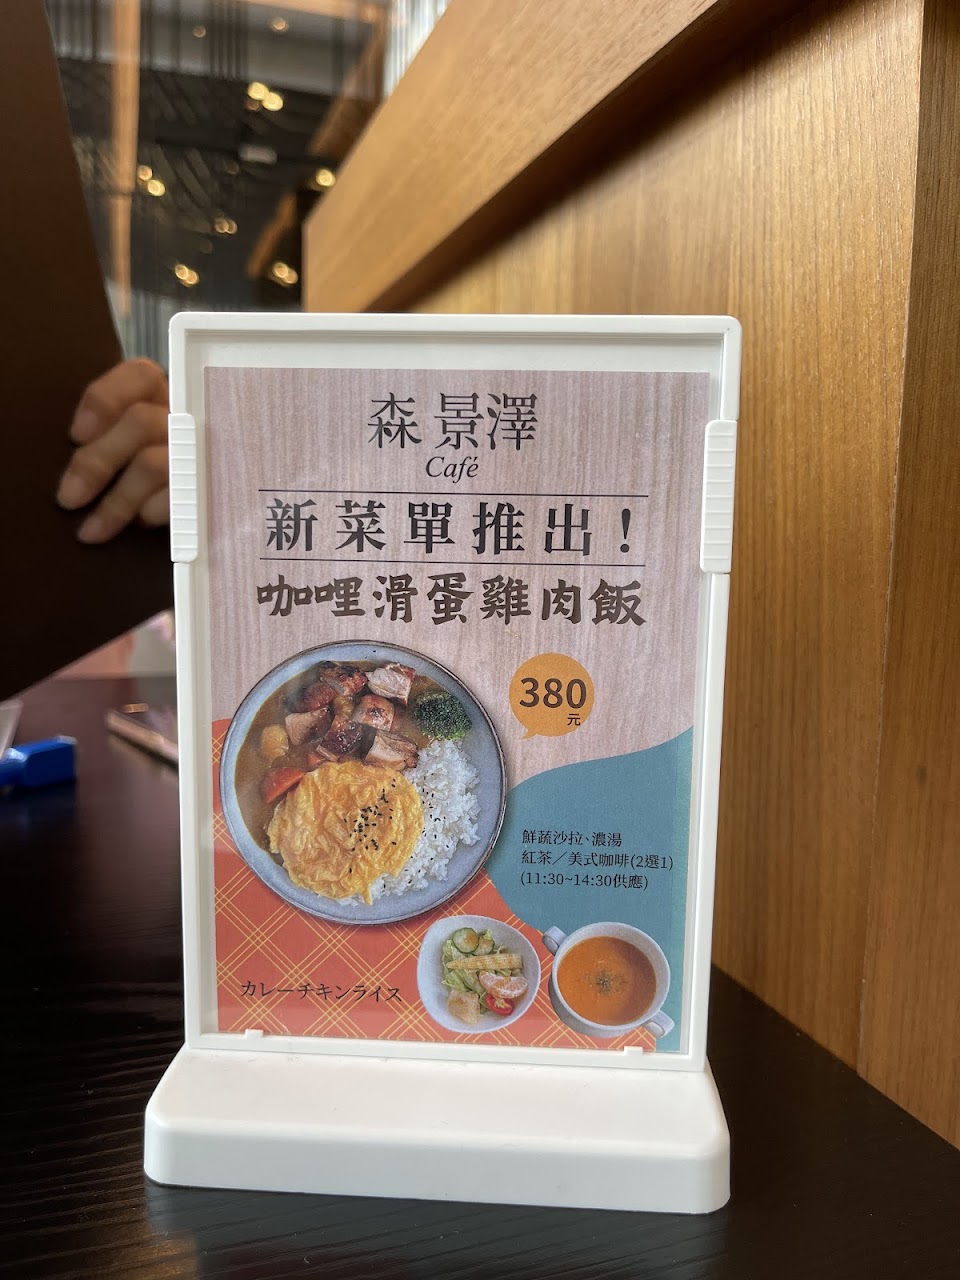 森景澤
Café
新菜單推出！
咖哩滑蛋雞肉飯
380
元
鮮蔬沙拉、濃湯
紅茶／美式咖啡(2選1)
(11:30~14:30供應)
カレーチキンライス